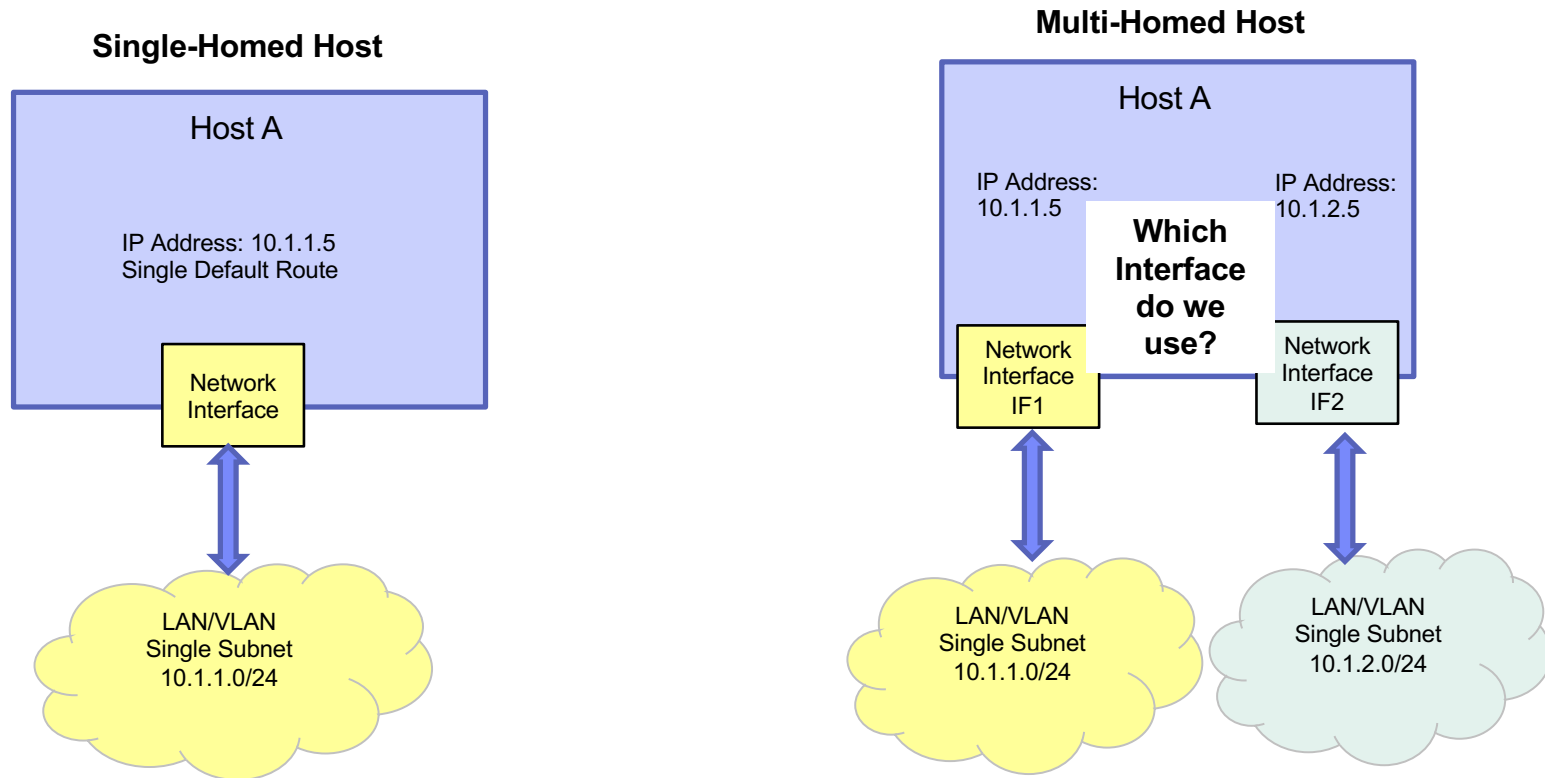 Single-Homed Host
Host A
IP Address: 10.1.1.5
Single Default Route
Network
Interface
LAN/VLAN
Single Subnet
10.1.1.0/24
Multi-Homed Host
Host A
IP Address:
10.1.1.5
IP Address:
10.1.2.5
Which
Interface
do we
use?
Network
Interface
IF1
Network
Interface
IF2
LAN/VLAN
Single Subnet
10.1.1.0/24
LAN/VLAN
Single Subnet
10.1.2.0/24